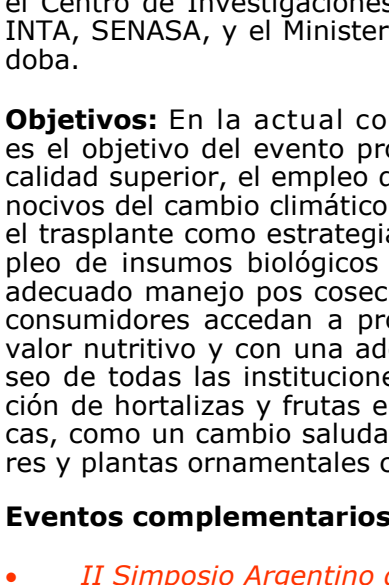 el Centro de Investigaciones
INTA, SENASA, y el Minister
doba.
Objetivos: En la actual co
es el objetivo del evento pro
calidad superior, el empleo d
nocivos del cambio climático
el trasplante como estrategia
pleo de insumos biológicos
adecuado manejo pos cosec
consumidores accedan a pro
valor nutritivo y con una ad
seo de todas las institucione
ción de hortalizas y frutas e
cas, como un cambio saluda
res y plantas ornamentales
Eventos complementarios
• II Simposio Argentino